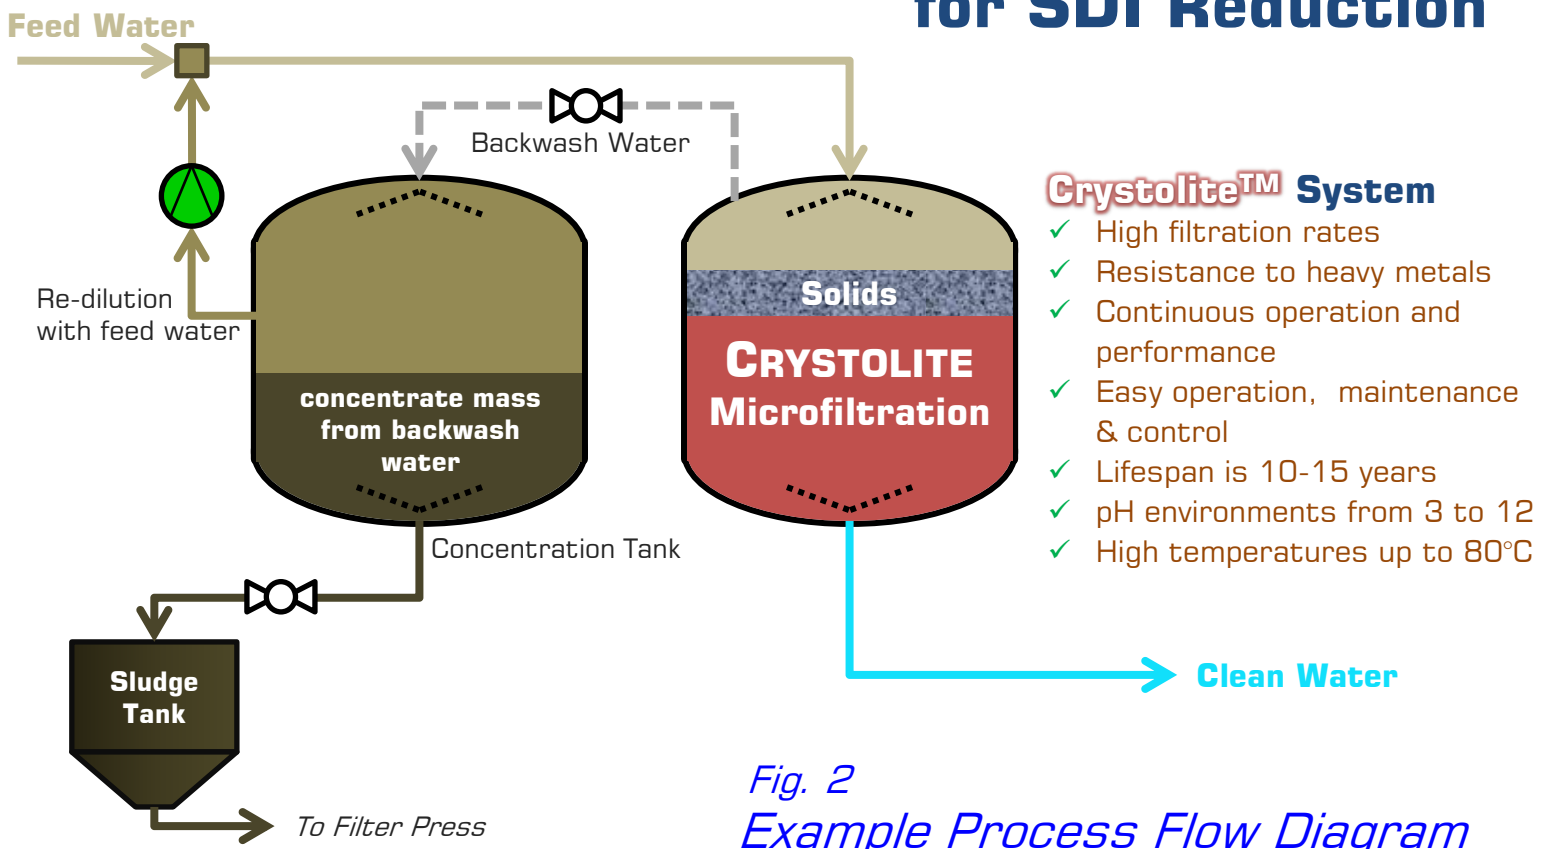 for SDI Reduction
Feed Water
Backwash Water
Crystolite™ System
✓ High filtration rates
✓ Resistance to heavy metals
✓ Continuous operation and
performance
✓ Easy operation, maintenance
& control
✓ Lifespan is 10-15 years
✓ pH environments from 3 to 12
✓ High temperatures up to 80°C
Re-dilution
with feed water
Solids
CRYSTOLITE
Microfiltration
concentrate mass
from backwash
water
Concentration Tank
Sludge
Tank
Clean Water
To Filter Press
Fig. 2
Example Process Flow Diagram